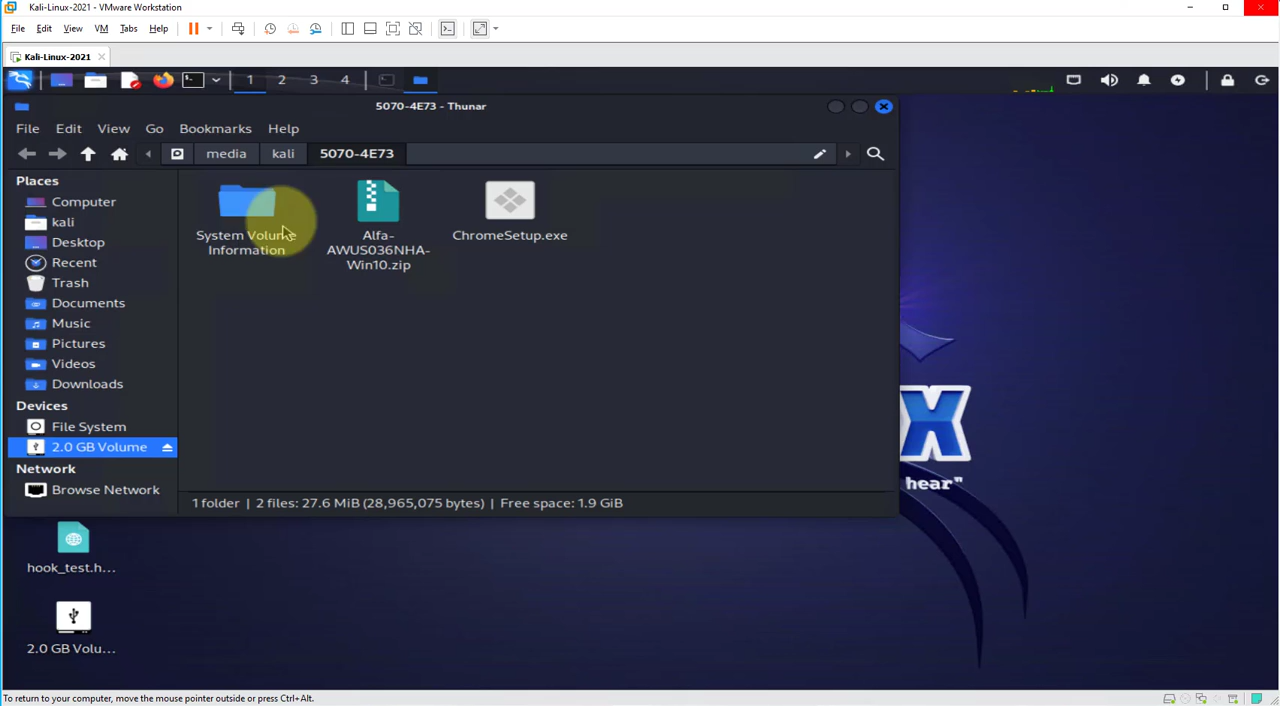 Kali-Linux-2021 - VMware Workstation
File Edit View VM Tabs Help
Kali-Linux-2021
1 2 3 4
5070-4E73 - Thunar
File Edit View Go Bookmarks Help
media kali 5070-4E73
Places
Computer
kali
Desktop
Recent
Trash
Documents
Music
Pictures
Videos
Downloads
Devices
File System
2.0 GB Volume
Network
Browse Network
System Volume
Information
Alfa-
AWUS036NHA-
Win10.zip
ChromeSetup.exe
1 folder | 2 files: 27.6 MiB (28,965,075 bytes) | Free space: 1.9 GiB
X
hear"
hook_test.h...
2.0 GB Volu...
To return to your computer, move the mouse pointer outside or press Ctrl+Alt.